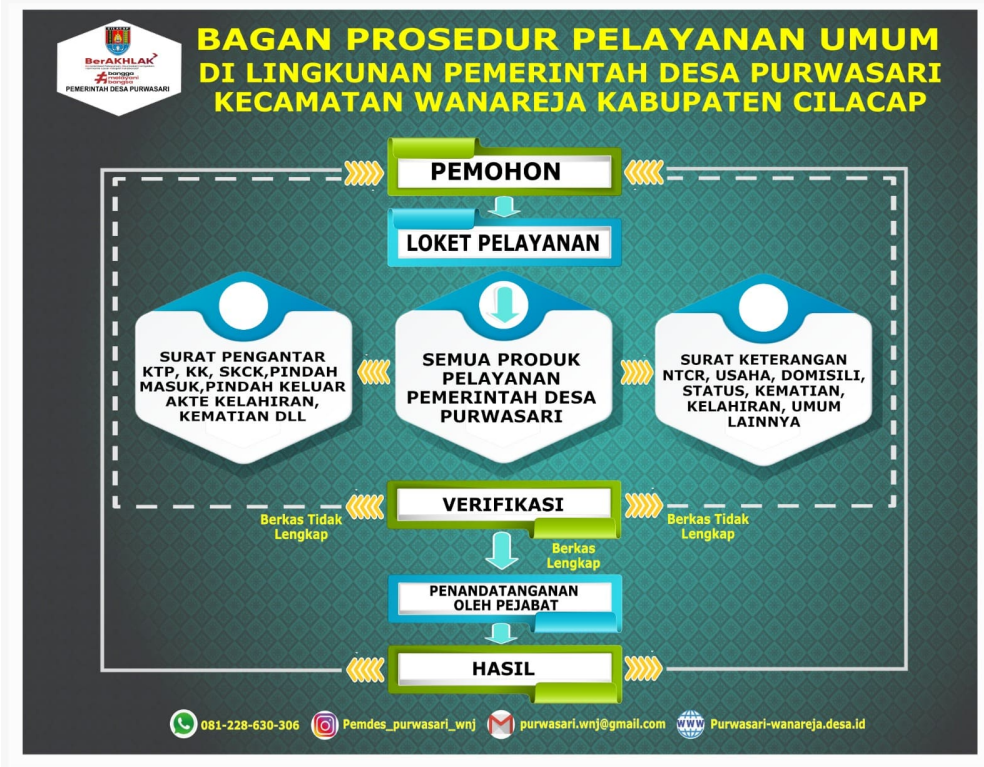 BAGAN PROSEDUR PELAYANAN UMUM
DI LINGKUNAN PEMERINTAH DESA PURWASARI
KECAMATAN WANAREJA KABUPATEN CILACAP
BerAKHLAK
#bangga
melayani
bangsa
PEMERINTAH DESA PURWASARI
PEMOHON
LOKET PELAYANAN
SURAT PENGANTAR
KTP, KK, SKCK,PINDAH
MASUK,PINDAH KELUAR
AKTE KELAHIRAN,
KEMATIAN DLL
SEMUA PRODUK
PELAYANAN
PEMERINTAH DESA
PURWASARI
SURAT KETERANGAN
NTCR, USAHA, DOMISILI,
STATUS, KEMATIAN,
KELAHIRAN, UMUM
LAINNYA
VERIFIKASI
Berkas Tidak
Lengkap
Berkas
Lengkap
Berkas Tidak
Lengkap
PENANDATANGANAN
OLEH PEJABAT
HASIL
081-228-630-306
Pemdes_purwasari_wnj
purwasari.wnj@gmail.com
WWW
Purwasari-wanareja.desa.id